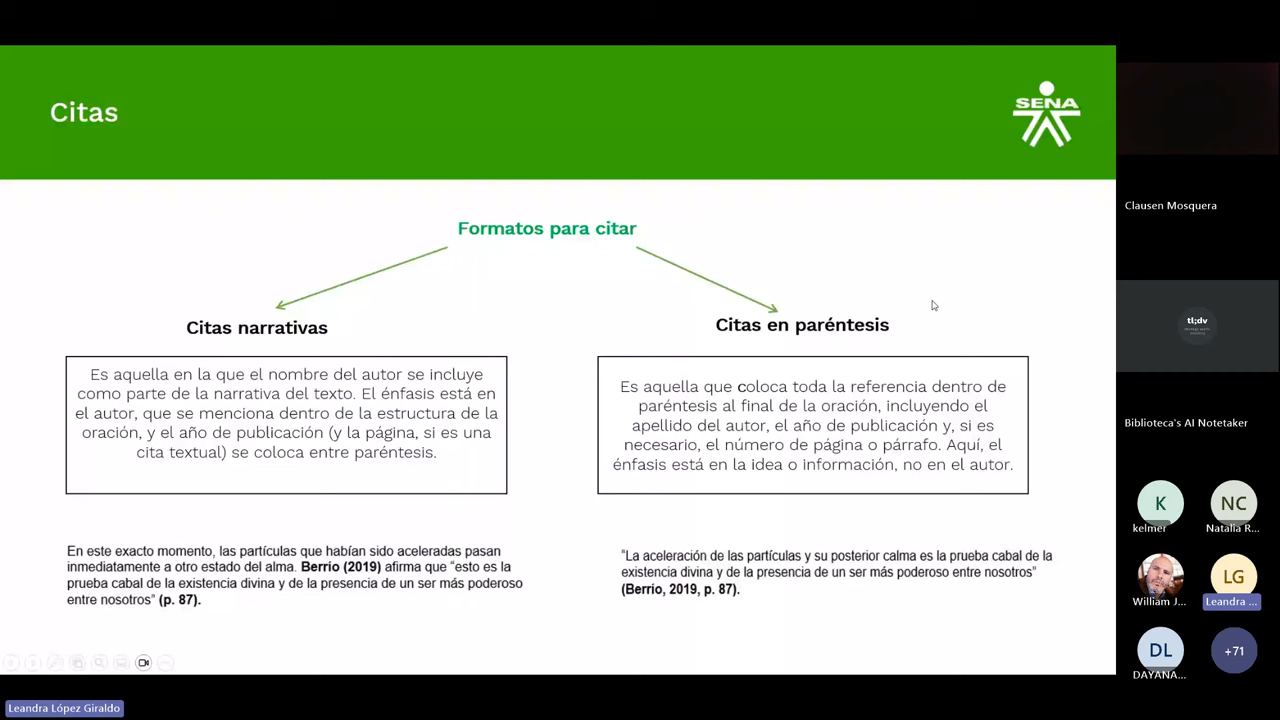 Citas
SENA
Formatos para citar
Citas narrativas
Es aquella en la que el nombre del autor se incluye
como parte de la narrativa del texto. El énfasis está en
el autor, que se menciona dentro de la estructura de la
oración, y el año de publicación (y la página, si es una
cita textual) se coloca entre paréntesis.
En este exacto momento, las partículas que habían sido aceleradas pasan
inmediatamente a otro estado del alma. Berrío (2019) afirma que “esto es la
prueba cabal de la existencia divina y de la presencia de un ser más poderoso
entre nosotros” (p. 87).
Citas en paréntesis
Es aquella que coloca toda la referencia dentro de
paréntesis al final de la oración, incluyendo el
apellido del autor, el año de publicación y, si es
necesario, el número de página o párrafo. Aquí, el
énfasis está en la idea o información, no en el autor.
“La aceleración de las partículas y su posterior calma es la prueba cabal de la
existencia divina y de la presencia de un ser más poderoso entre nosotros”
(Berrío, 2019, p. 87).
Clausen Mosquera
tl;dv
Biblioteca's AI Notetaker
K
kelmer
NC
Natalia R...
William J...
LG
Leandra ...
DL
DAYANA...
+71
Leandra López Giraldo